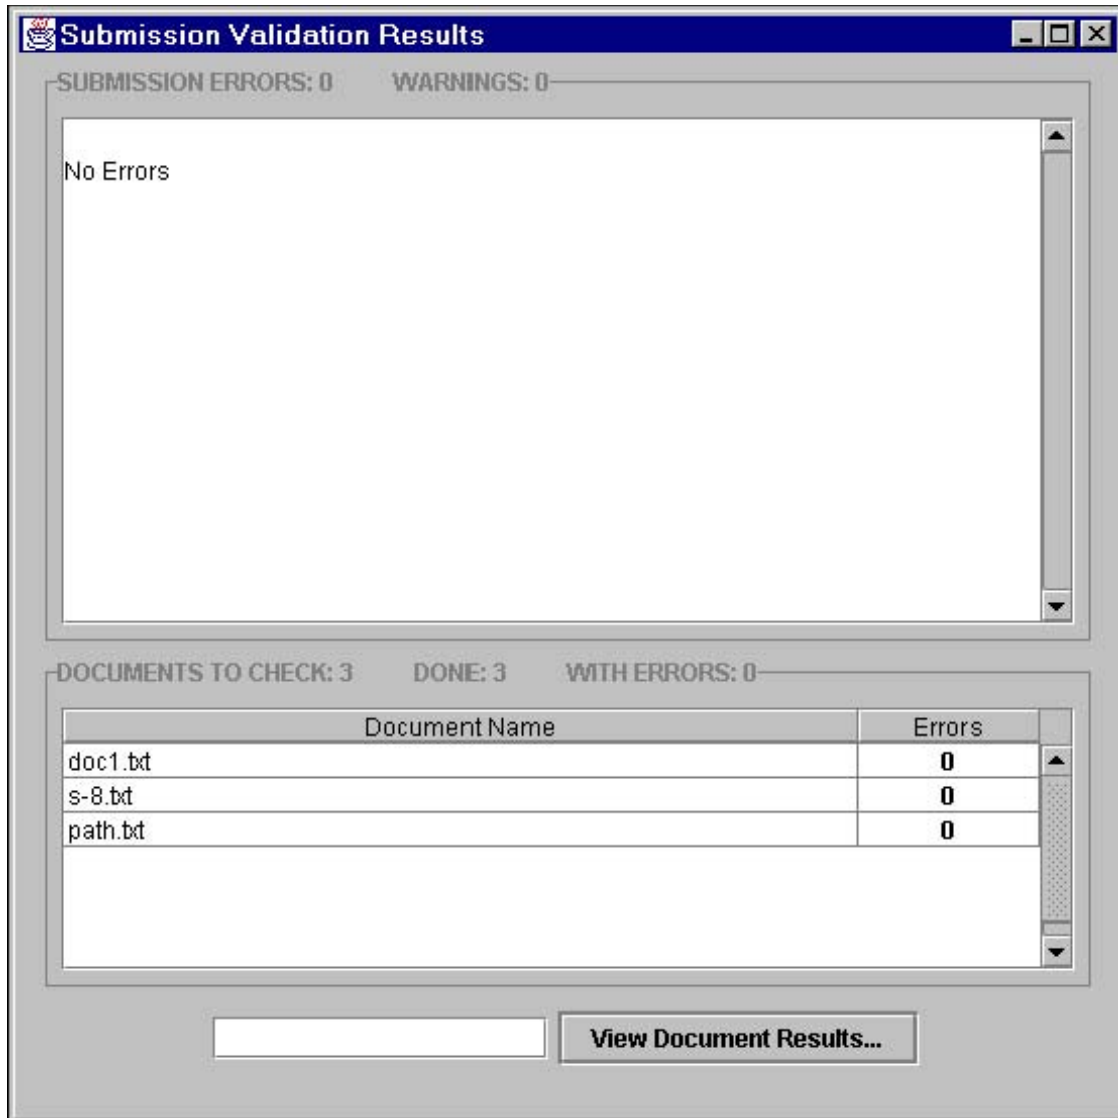 Submission Validation Results
SUBMISSION ERRORS: 0 WARNINGS: 0
No Errors
DOCUMENTS TO CHECK: 3 DONE: 3 WITH ERRORS: 0
Document Name Errors
doc1.txt 0
s-8.txt 0
path.txt 0
View Document Results...